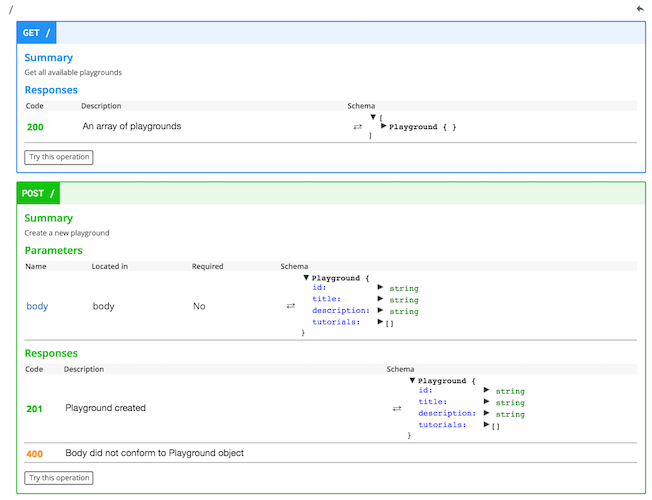 /
GET /
Summary
Get all available playgrounds
Responses
Code Description Schema
200 An array of playgrounds ⇄ ▼ [
▶ Playground { }
]
Try this operation
POST /
Summary
Create a new playground
Parameters
Name Located in Required Schema
▼ Playground {
id: ▶ string
title: ▶ string
body body No ⇄ description: ▶ string
tutorials: ▶ []
}
Responses
Code Description Schema
▼ Playground {
id: ▶ string
title: ▶ string
201 Playground created ⇄ description: ▶ string
tutorials: ▶ []
}
400 Body did not conform to Playground object
Try this operation